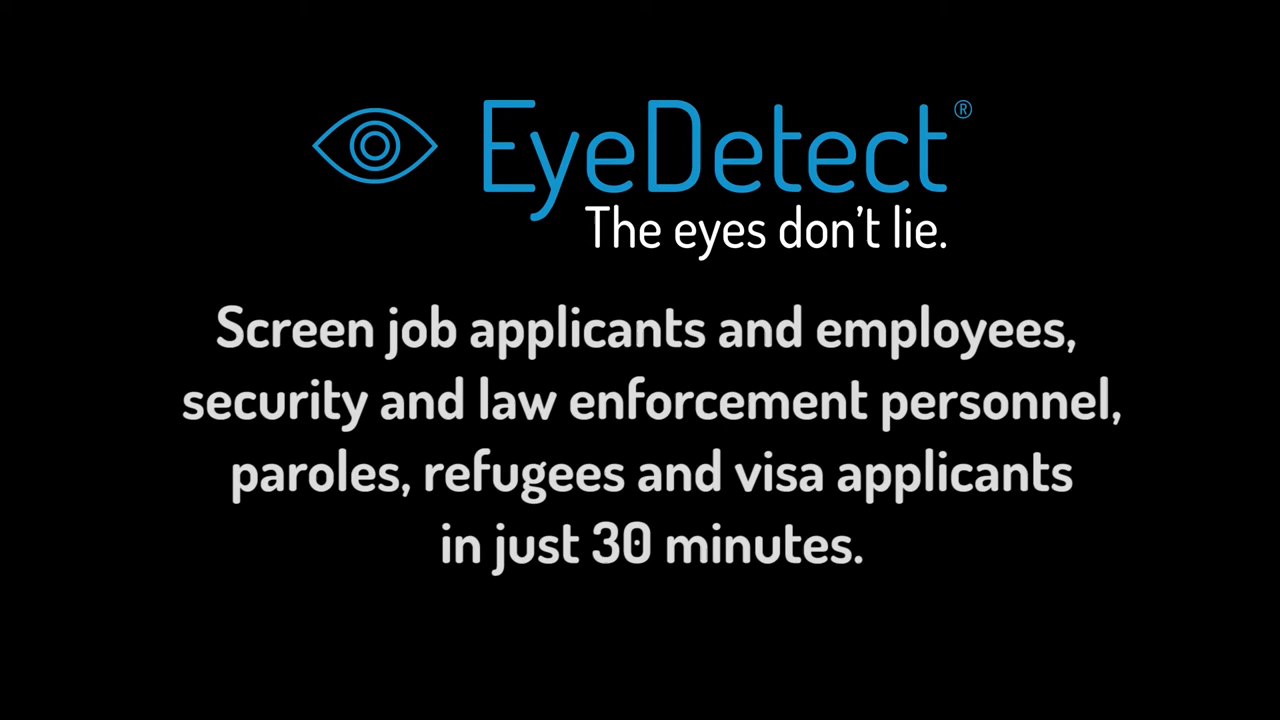 EyeDetect®
The eyes don't lie.
Screen job applicants and employees,
security and law enforcement personnel,
paroles, refugees and visa applicants
in just 30 minutes.